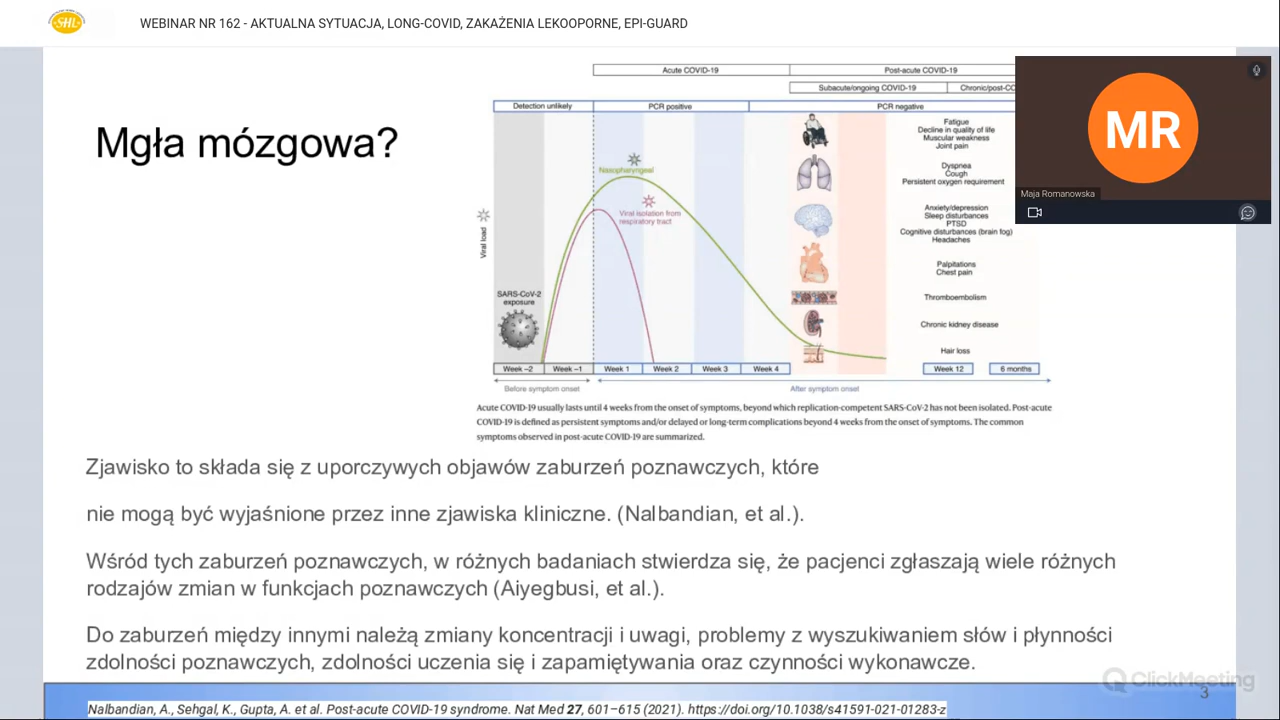 SHL
WEBINAR NR 162 - AKTUALNA SYTUACJA, LONG-COVID, ZAKAŻENIA LEKOOPORNE, EPI-GUARD
Mgła mózgowa?
Acute COVID-19
Post-acute COVID-19
Subacute/ongoing COVID-19
Detection unlikely
PCR positive
PCR negative
Viral load
SARS-CoV-2
exposure
Nasopharyngeal
Viral isolation from
respiratory tract
Fatigue
Decline in quality of life
Muscular weakness
Joint pain
Dyspnea
Cough
Persistent oxygen requirement
Anxiety/depression
Sleep disturbances
PTSD
Cognitive disturbances (brain fog)
Headaches
Palpitations
Chest pain
Thromboembolism
Chronic kidney disease
Hair loss
Week –2
Week –1
Week 1
Week 2
Week 3
Week 4
Week 12
6 months
Before symptom onset
After symptom onset
MR
Maja Romanowska
Acute COVID-19 usually lasts until 4 weeks from the onset of symptoms, beyond which replication-competent SARS-CoV-2 has not been isolated. Post-acute
COVID-19 is defined as persistent symptoms and/or delayed or long-term complications beyond 4 weeks from the onset of symptoms. The common
symptoms observed in post-acute COVID-19 are summarized.
Zjawisko to składa się z uporczywych objawów zaburzeń poznawczych, które
nie mogą być wyjaśnione przez inne zjawiska kliniczne. (Nalbandian, et al.).
Wśród tych zaburzeń poznawczych, w różnych badaniach stwierdza się, że pacjenci zgłaszają wiele różnych
rodzajów zmian w funkcjach poznawczych (Aiyegbusi, et al.).
Do zaburzeń między innymi należą zmiany koncentracji i uwagi, problemy z wyszukiwaniem słów i płynności
zdolności poznawczych, zdolności uczenia się i zapamiętywania oraz czynności wykonawcze.
ClickMeeting
3
Nalbandian, A., Sehgal, K., Gupta, A. et al. Post-acute COVID-19 syndrome. Nat Med 27, 601–615 (2021). https://doi.org/10.1038/s41591-021-01283-z